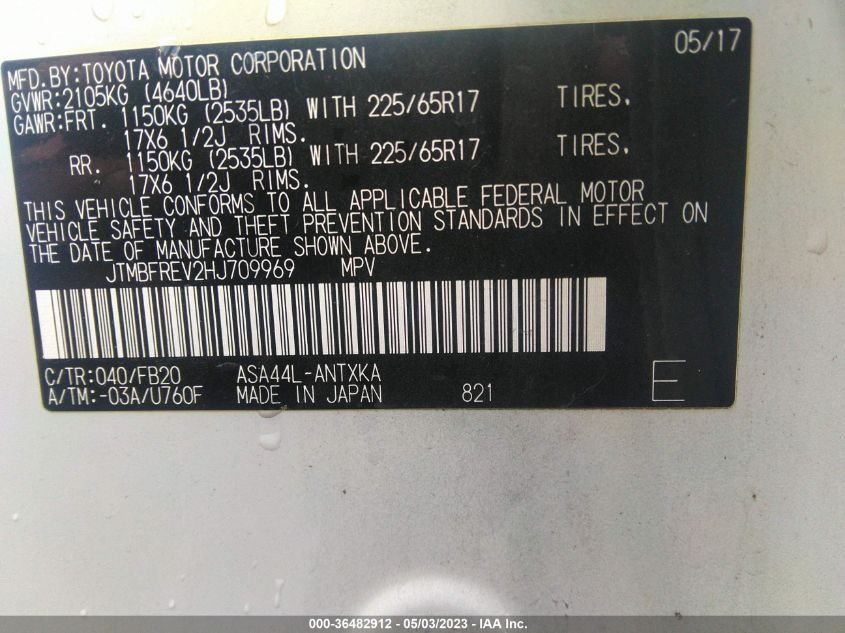 05/17
MFD.BY:TOYOTA MOTOR CORPORATION
GVWR:2105KG (4640LB)
GAWR:FRT. 1150KG (2535LB) WITH 225/65R17 TIRES.
17X6 1/2J RIMS.
RR. 1150KG (2535LB) WITH 225/65R17 TIRES.
17X6 1/2J RIMS.
THIS VEHICLE CONFORMS TO ALL APPLICABLE FEDERAL MOTOR
VEHICLE SAFETY AND THEFT PREVENTION STANDARDS IN EFFECT ON
THE DATE OF MANUFACTURE SHOWN ABOVE.
JTMBFREV2HJ709969 MPV
C/TR:040/FB20 ASA44L-ANTXKA
A/TM:-03A/U760F MADE IN JAPAN 821 E
000-36482912 - 05/03/2023 - IAA Inc.